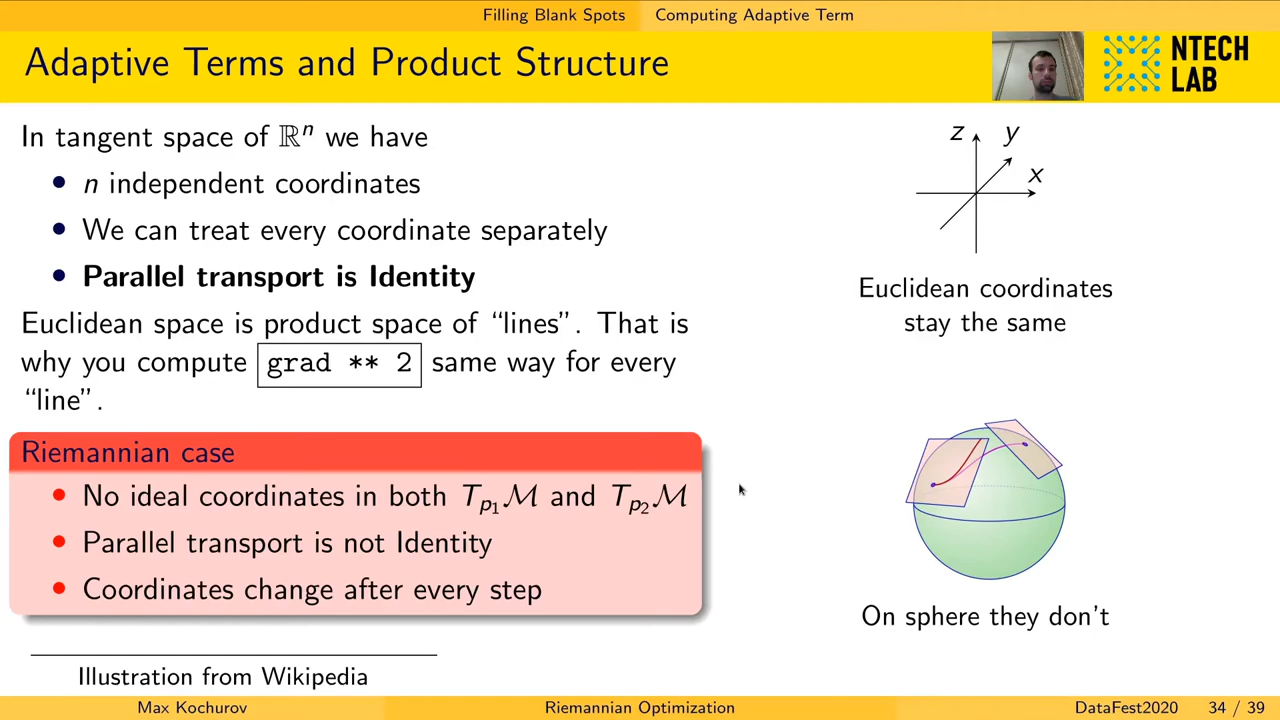 Filling Blank Spots Computing Adaptive Term
Adaptive Terms and Product Structure
NTECH
LAB
In tangent space of ℝⁿ we have
• n independent coordinates
• We can treat every coordinate separately
• Parallel transport is Identity
Euclidean space is product space of “lines”. That is
why you compute grad ** 2 same way for every
“line”.
Riemannian case
• No ideal coordinates in both Tₚ₁ℳ and Tₚ₂ℳ
• Parallel transport is not Identity
• Coordinates change after every step
z y
x
Euclidean coordinates
stay the same
On sphere they don't
Illustration from Wikipedia
Max Kochurov Riemannian Optimization DataFest2020 34 / 39